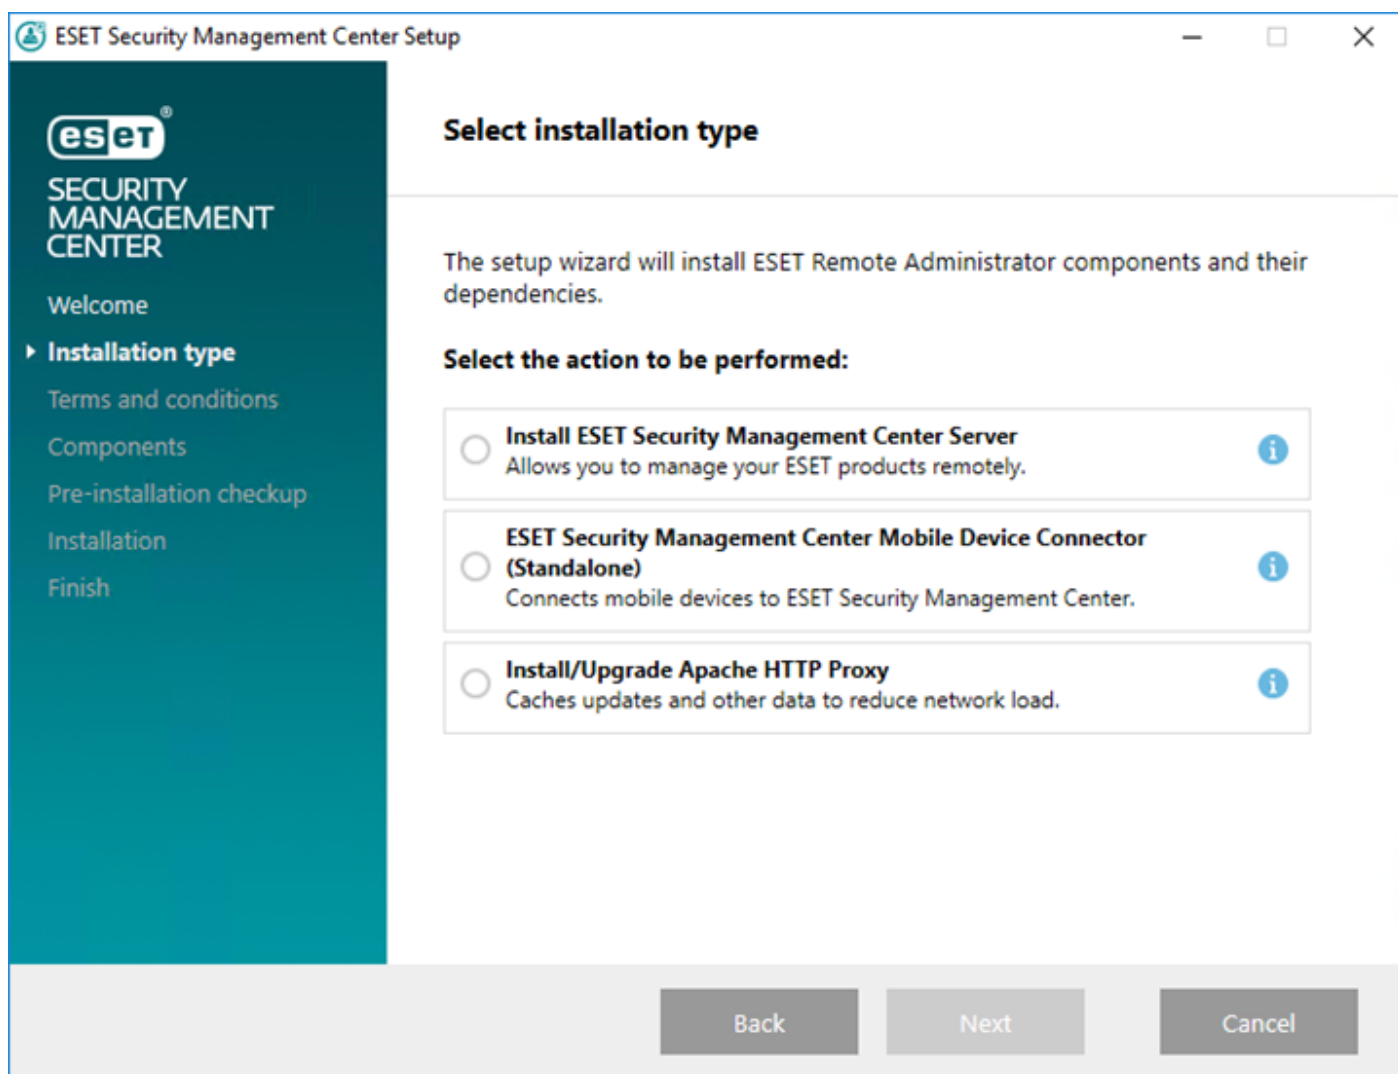 ESET Security Management Center Setup
eset®
SECURITY
MANAGEMENT
CENTER
Welcome
Installation type
Terms and conditions
Components
Pre-installation checkup
Installation
Finish
Select installation type
The setup wizard will install ESET Remote Administrator components and their
dependencies.
Select the action to be performed:
Install ESET Security Management Center Server
Allows you to manage your ESET products remotely.
i
ESET Security Management Center Mobile Device Connector
(Standalone)
Connects mobile devices to ESET Security Management Center.
i
Install/Upgrade Apache HTTP Proxy
Caches updates and other data to reduce network load.
i
Back
Next
Cancel